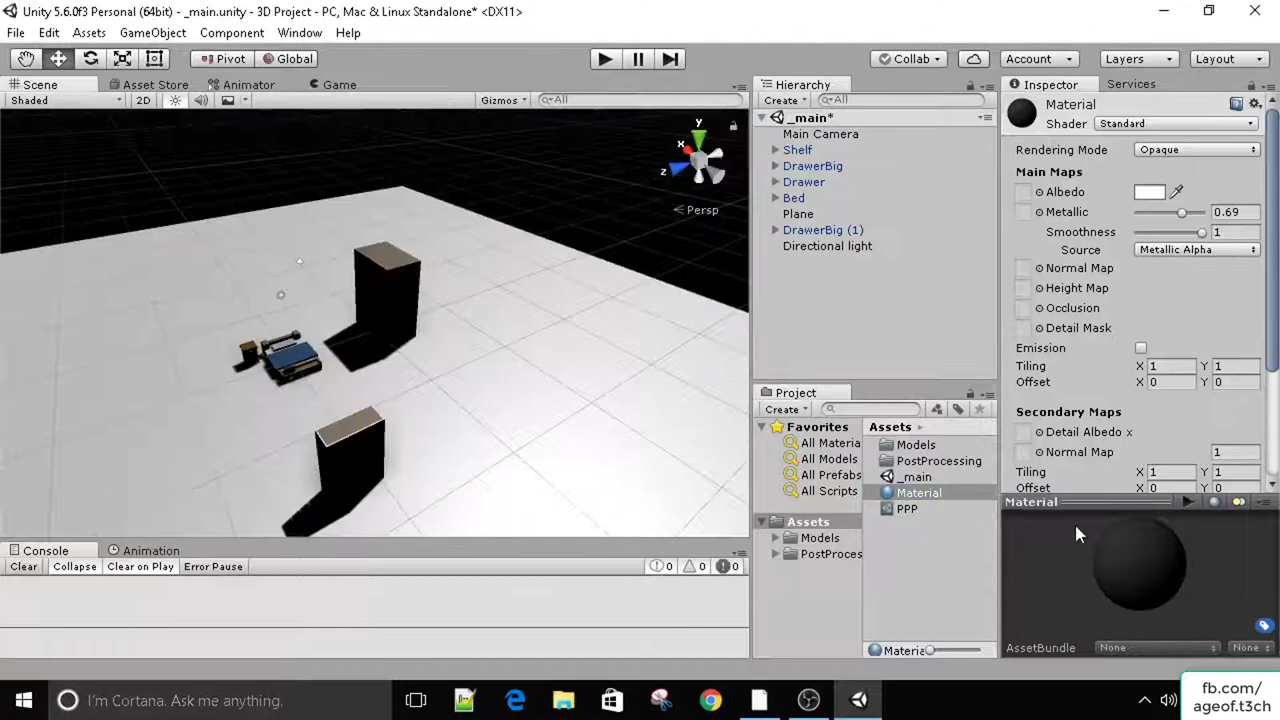 Unity 5.6.0f3 Personal (64bit) - _main.unity - 3D Project - PC, Mac & Linux Standalone* <DX11>
File Edit Assets GameObject Component Window Help
Pivot Global Collab Account Layers Layout
Scene Asset Store Animator Game
Shaded 2D Gizmos All
y
x
z
Persp
Hierarchy
Create All
_main*
Main Camera
Shelf
DrawerBig
Drawer
Bed
Plane
DrawerBig (1)
Directional light
Project
Create
Favorites
All Materia
All Models
All Prefabs
All Scripts
Assets
Models
PostProces
Assets
Models
PostProcessing
_main
Material
PPP
Materia
Inspector Services
Material
Shader Standard
Rendering Mode Opaque
Main Maps
Albedo
Metallic 0.69
Smoothness 1
Source Metallic Alpha
Normal Map
Height Map
Occlusion
Detail Mask
Emission
Tiling X 1 Y 1
Offset X 0 Y 0
Secondary Maps
Detail Albedo x
Normal Map 1
Tiling X 1 Y 1
Material
AssetBundle None None
Console Animation
Clear Collapse Clear on Play Error Pause 0 0 0
I'm Cortana. Ask me anything.
fb.com/
ageof.t3ch